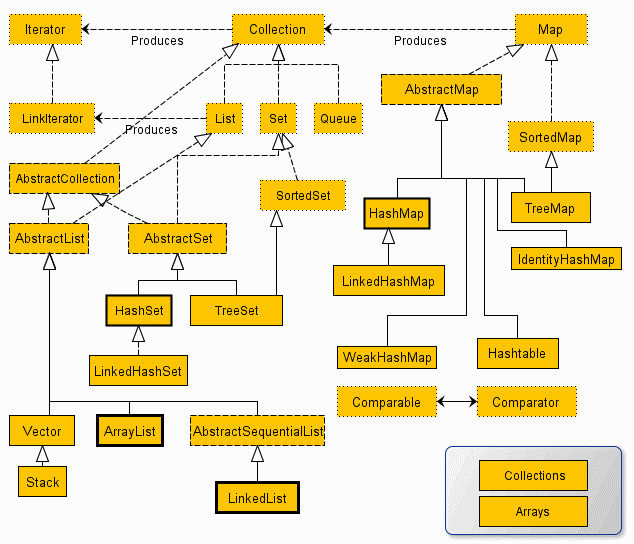 Iterator
Collection
Map
Produces
Produces
AbstractMap
LinkIterator
List
Set
Queue
Produces
SortedMap
AbstractCollection
SortedSet
HashMap
TreeMap
AbstractList
AbstractSet
IdentityHashMap
LinkedHashMap
HashSet
TreeSet
WeakHashMap
Hashtable
LinkedHashSet
Comparable
Comparator
Vector
ArrayList
AbstractSequentialList
Stack
LinkedList
Collections
Arrays